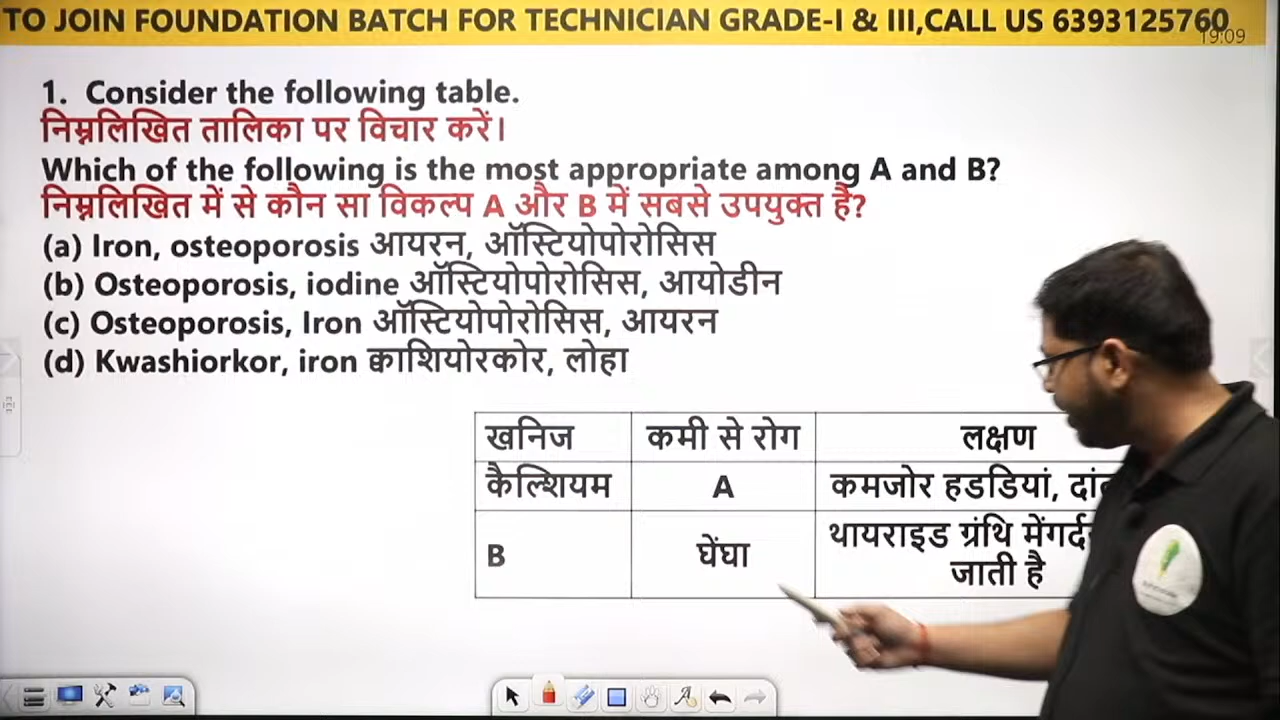 TO JOIN FOUNDATION BATCH FOR TECHNICIAN GRADE-I & III,CALL US 6393125760
19:09
1. Consider the following table.
निम्नलिखित तालिका पर विचार करें।
Which of the following is the most appropriate among A and B?
निम्नलिखित में से कौन सा विकल्प A और B में सबसे उपयुक्त है?
(a) Iron, osteoporosis आयरन, ऑस्टियोपोरोसिस
(b) Osteoporosis, iodine ऑस्टियोपोरोसिस, आयोडीन
(c) Osteoporosis, Iron ऑस्टियोपोरोसिस, आयरन
(d) Kwashiorkor, iron क्वाशियोरकोर, लोहा
खनिज कमी से रोग लक्षण
कैल्शियम A कमजोर हडडियां,
B घेंघा थायराइड ग्रंथि
जाती है